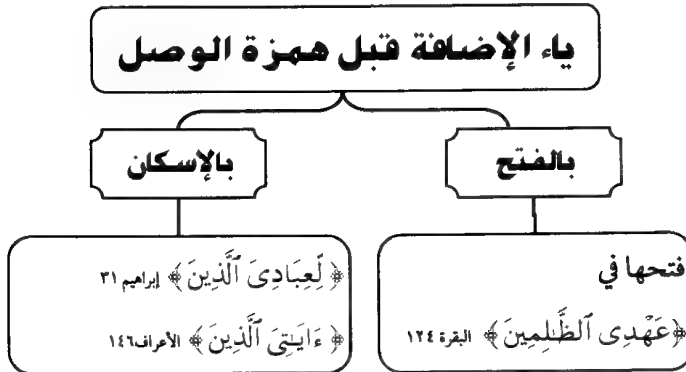 ياء الإضافة قبل همزة الوصل
بالفتح
فتحها في
﴿عَهْدِى ٱلظَّٰلِمِينَ﴾ البقرة ١٢٤
بالإسكان
﴿لِّعِبَادِىَ ٱلَّذِينَ﴾ إبراهيم ٣١
﴿ءَايَٰتِىَ ٱلَّذِينَ﴾ الأعراف١٤٦